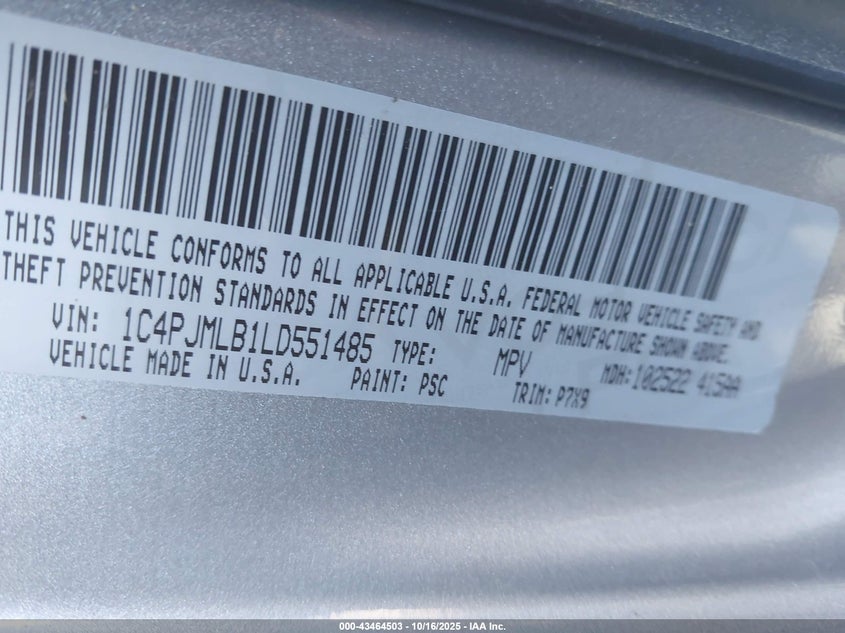 THIS VEHICLE CONFORMS TO ALL APPLICABLE U.S.A. FEDERAL MOTOR VEHICLE SAFETY AND
THEFT PREVENTION STANDARDS IN EFFECT ON THE DATE OF MANUFACTURE SHOWN ABOVE.
VIN: 1C4PJMLB1LD551485 TYPE: MPV MDH: 102522 415AA
VEHICLE MADE IN U.S.A. PAINT: PSC TRIM: P7X9
000-43464503 - 10/16/2025 - IAA Inc.